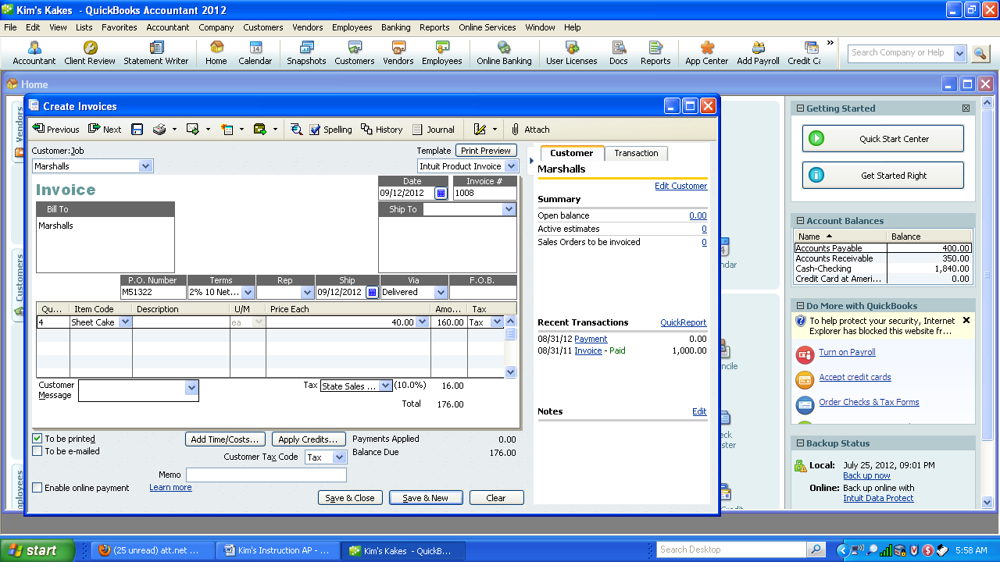 Kim's Kakes - QuickBooks Accountant 2012
File Edit View Lists Favorites Accountant Company Customers Vendors Employees Banking Reports Online Services Window Help
Accountant Client Review Statement Writer Home Calendar Snapshots Customers Vendors Employees Online Banking User Licenses Docs Reports App Center Add Payroll Credit Ca
Search Company or Help
Home
Vendors
Customers
ployees
Create Invoices
Previous Next Spelling History Journal Attach
Customer:Job
Marshalls
Template Print Preview
Intuit Product Invoice
Invoice
Date Invoice #
09/12/2012 1008
Bill To
Marshalls
Ship To
P.O. Number Terms Rep Ship Via F.O.B.
M51322 2% 10 Net... 09/12/2012 Delivered
Qu... Item Code Description U/M Price Each Amo... Tax
4 Sheet Cake ea 40.00 160.00 Tax
Customer Message
Tax State Sales ... (10.0%) 16.00
Total 176.00
To be printed Add Time/Costs... Apply Credits... Payments Applied 0.00
To be e-mailed
Customer Tax Code Tax Balance Due 176.00
Memo
Enable online payment Learn more
Save & Close Save & New Clear
Customer Transaction
Marshalls
Edit Customer
Summary
Open balance 0.00
Active estimates 0
Sales Orders to be invoiced 0
Recent Transactions QuickReport
08/31/12 Payment 0.00
08/31/11 Invoice - Paid 1,000.00
Notes Edit
ndar
ncile
eck
ster
Getting Started
Quick Start Center
Get Started Right
Account Balances
Name Balance
Accounts Payable 400.00
Accounts Receivable 350.00
Cash-Checking 1,840.00
Credit Card at Ameri... 0.00
Do More with QuickBooks
To help protect your security, Internet
Explorer has blocked this website fr...
Turn on Payroll
Accept credit cards
Order Checks & Tax Forms
Backup Status
Local: July 25, 2012, 09:01 PM
Back up now
Online: Back up online with
Intuit Data Protect
start (25 unread) att.net ... Kim's Instruction AP - ... Kim's Kakes - QuickB... Search Desktop 5:58 AM